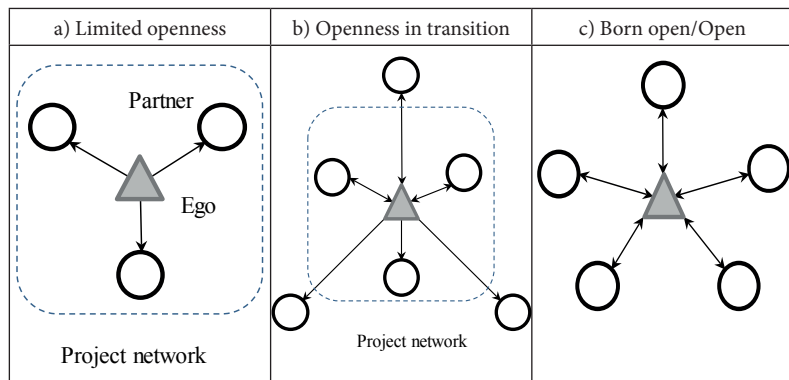 a) Limited openness
b) Openness in transition
c) Born open/Open
Partner
Ego
Project network
Project network